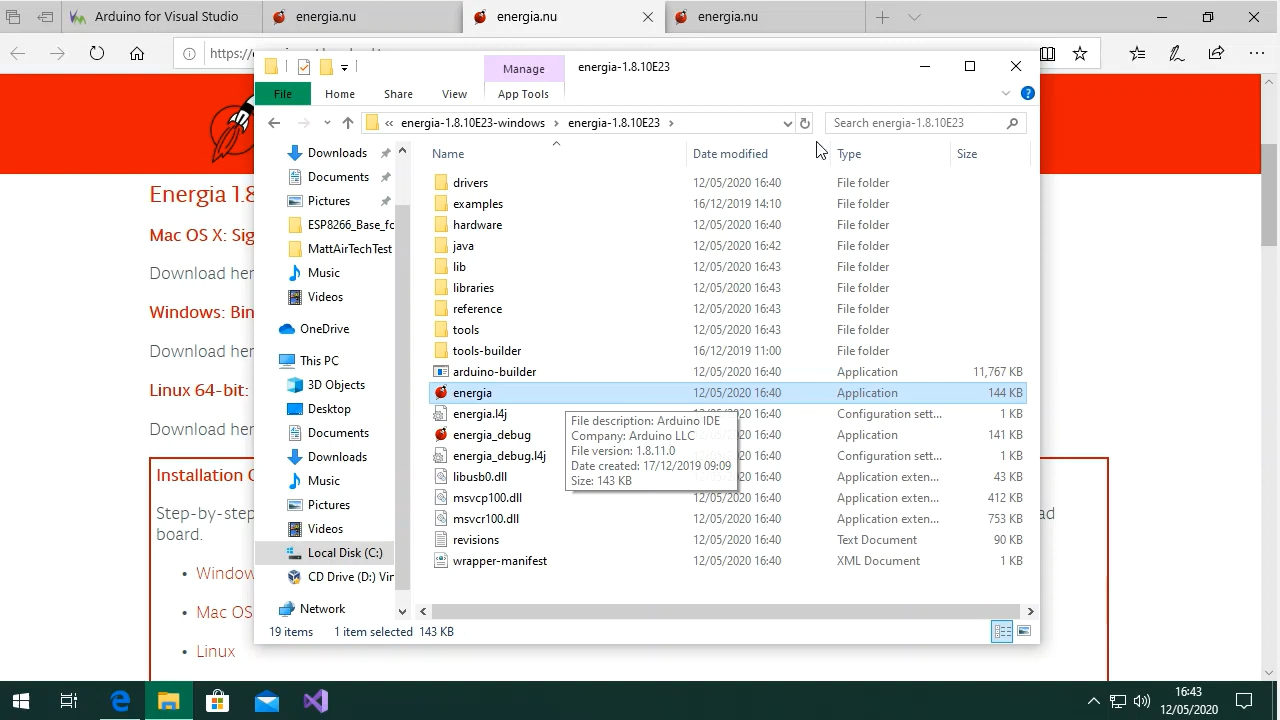 Arduino for Visual Studio
energia.nu
energia.nu
energia.nu
https://
Manage
energia-1.8.10E23
File
Home
Share
View
App Tools
« energia-1.8.10E23-windows > energia-1.8.10E23 >
Search energia-1.8.10E23
Energia 1.8
Mac OS X: Sig
Download her
Windows: Bin
Download her
Linux 64-bit:
Download her
Installation G
Step-by-step
ad
board.
• Window
• Mac OS
• Linux
Downloads
Documents
Pictures
ESP8266_Base_fo
MattAirTechTest
Music
Videos
OneDrive
This PC
3D Objects
Desktop
Documents
Downloads
Music
Pictures
Videos
Local Disk (C:)
CD Drive (D:) Vir
Network
Name Date modified Type Size
drivers 12/05/2020 16:40 File folder
examples 16/12/2019 14:10 File folder
hardware 12/05/2020 16:40 File folder
java 12/05/2020 16:42 File folder
lib 12/05/2020 16:43 File folder
libraries 12/05/2020 16:43 File folder
reference 12/05/2020 16:43 File folder
tools 12/05/2020 16:43 File folder
tools-builder 16/12/2019 11:00 File folder
arduino-builder 12/05/2020 16:40 Application 11,767 KB
energia 12/05/2020 16:40 Application 144 KB
energia.l4j 16:40 Configuration sett... 1 KB
energia_debug 16:40 Application 141 KB
energia_debug.l4j 16:40 Configuration sett... 1 KB
libusb0.dll 16:40 Application exten... 43 KB
msvcp100.dll 12/05/2020 16:40 Application exten... 412 KB
msvcr100.dll 12/05/2020 16:40 Application exten... 753 KB
revisions 12/05/2020 16:40 Text Document 90 KB
wrapper-manifest 12/05/2020 16:40 XML Document 1 KB
File description: Arduino IDE
Company: Arduino LLC
File version: 1.8.11.0
Date created: 17/12/2019 09:09
Size: 143 KB
19 items 1 item selected 143 KB
16:43
12/05/2020